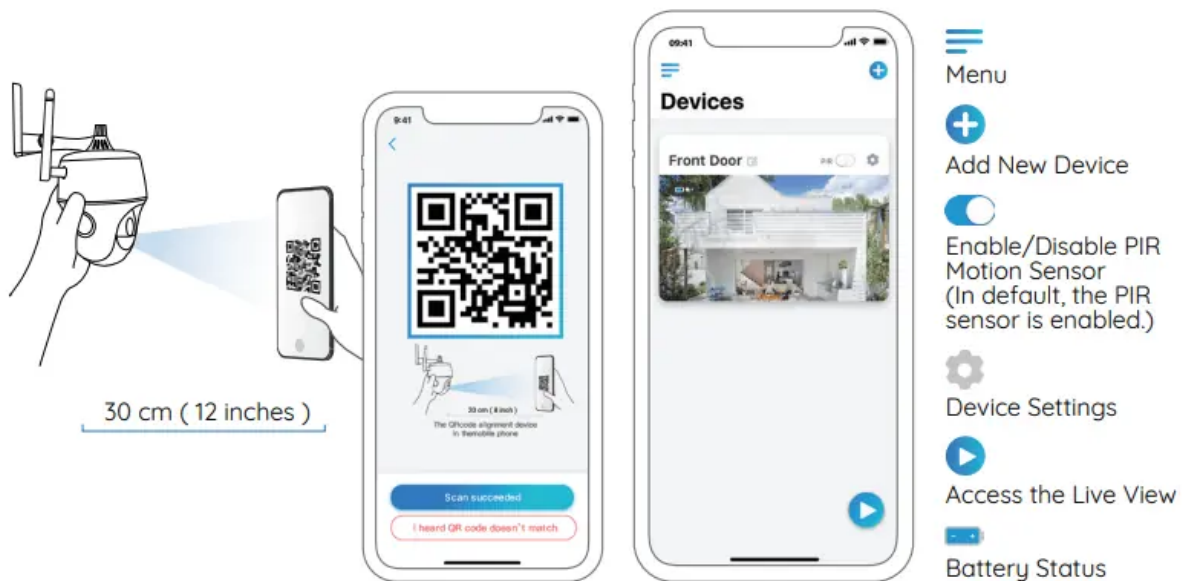 30 cm ( 12 inches )
9:41
20 cm ( 8 inch )
The QRcode alignment device
in themobile phone
Scan succeeded
I heard QR code doesn't match
09:41
Devices
Front Door
PIR
Menu
Add New Device
Enable/Disable PIR
Motion Sensor
(In default, the PIR
sensor is enabled.)
Device Settings
Access the Live View
Battery Status